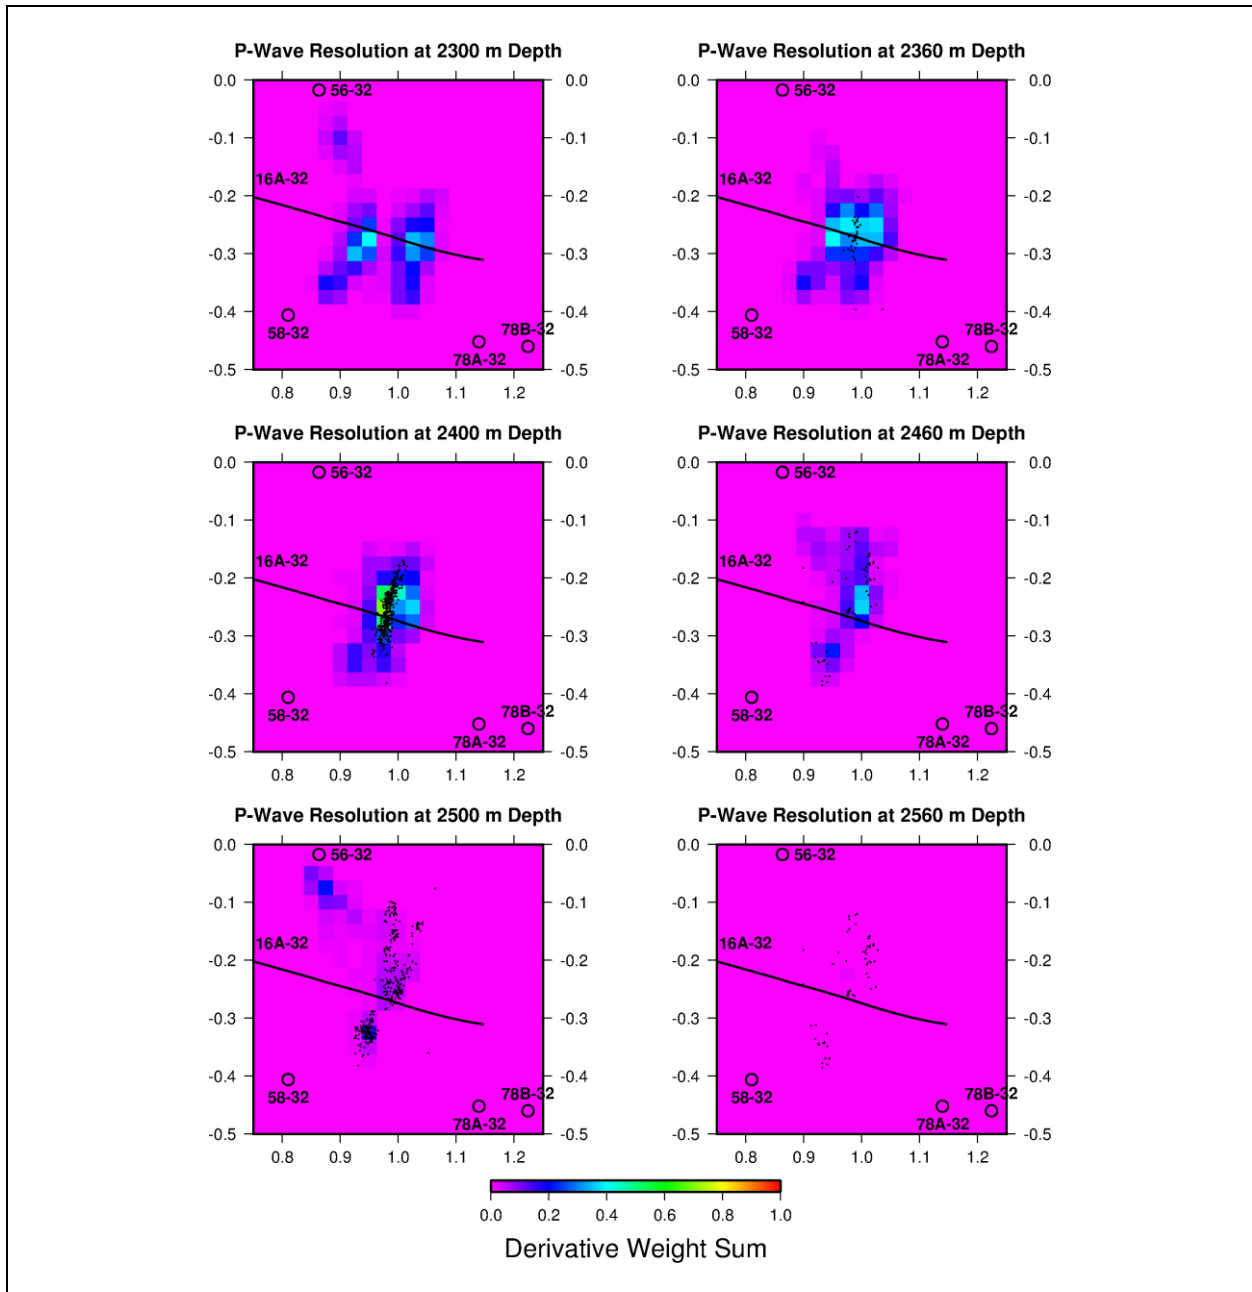 P-Wave Resolution at 2300 m Depth
P-Wave Resolution at 2360 m Depth
0.0 56-32 0.0
0.0 56-32 0.0
-0.1 -0.1
-0.1 -0.1
16A-32
16A-32
-0.2 -0.2
-0.2 -0.2
-0.3 -0.3
-0.3 -0.3
-0.4 58-32 78B-32 -0.4
-0.4 58-32 78B-32 -0.4
78A-32
78A-32
-0.5 -0.5
-0.5 -0.5
0.8 0.9 1.0 1.1 1.2
0.8 0.9 1.0 1.1 1.2
P-Wave Resolution at 2400 m Depth
P-Wave Resolution at 2460 m Depth
0.0 56-32 0.0
0.0 56-32 0.0
-0.1 -0.1
-0.1 -0.1
16A-32
16A-32
-0.2 -0.2
-0.2 -0.2
-0.3 -0.3
-0.3 -0.3
-0.4 58-32 78B-32 -0.4
-0.4 58-32 78B-32 -0.4
78A-32
78A-32
-0.5 -0.5
-0.5 -0.5
0.8 0.9 1.0 1.1 1.2
0.8 0.9 1.0 1.1 1.2
P-Wave Resolution at 2500 m Depth
P-Wave Resolution at 2560 m Depth
0.0 56-32 0.0
0.0 56-32 0.0
-0.1 -0.1
-0.1 -0.1
16A-32
16A-32
-0.2 -0.2
-0.2 -0.2
-0.3 -0.3
-0.3 -0.3
-0.4 58-32 78B-32 -0.4
-0.4 58-32 78B-32 -0.4
78A-32
78A-32
-0.5 -0.5
-0.5 -0.5
0.8 0.9 1.0 1.1 1.2
0.8 0.9 1.0 1.1 1.2
0.0 0.2 0.4 0.6 0.8 1.0
Derivative Weight Sum